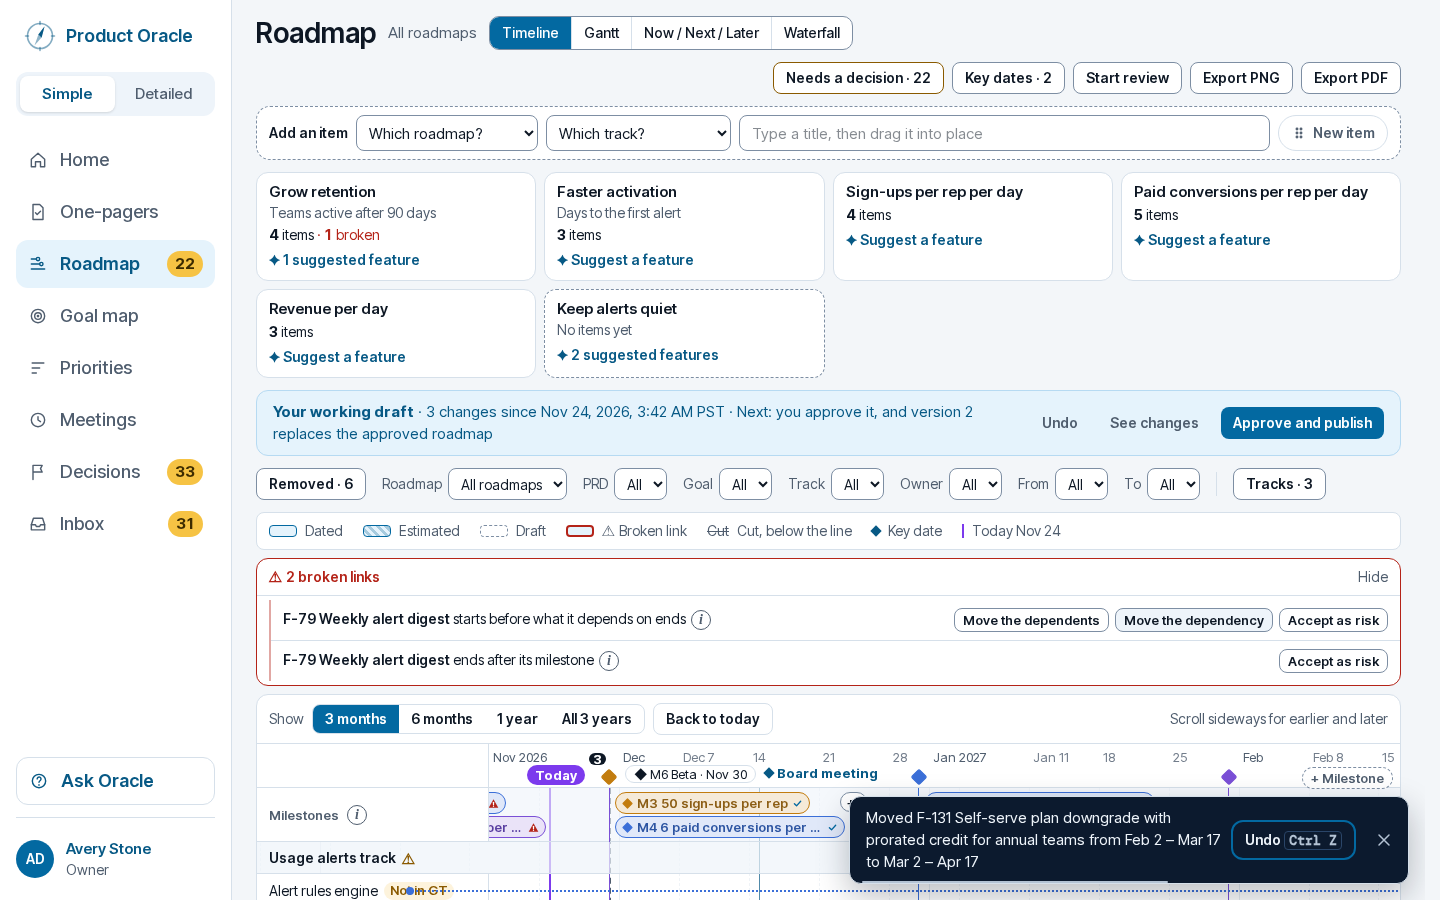 Product Oracle
Simple Detailed
Home
One-pagers
Roadmap 22
Goal map
Priorities
Meetings
Decisions 33
Inbox 31
Ask Oracle
AD Avery Stone
Owner
Roadmap All roadmaps Timeline Gantt Now / Next / Later Waterfall
Needs a decision · 22 Key dates · 2 Start review Export PNG Export PDF
Add an item Which roadmap? Which track? Type a title, then drag it into place New item
Grow retention
Teams active after 90 days
4 items · 1 broken
1 suggested feature
Faster activation
Days to the first alert
3 items
Suggest a feature
Sign-ups per rep per day
4 items
Suggest a feature
Paid conversions per rep per day
5 items
Suggest a feature
Revenue per day
3 items
Suggest a feature
Keep alerts quiet
No items yet
2 suggested features
Your working draft · 3 changes since Nov 24, 2026, 3:42 AM PST · Next: you approve it, and version 2
replaces the approved roadmap
Undo See changes Approve and publish
Removed · 6 Roadmap All roadmaps PRD All Goal All Track All Owner All From All To All Tracks · 3
Dated Estimated Draft ⚠ Broken link Cut Cut, below the line Key date Today Nov 24
⚠ 2 broken links Hide
F-79 Weekly alert digest starts before what it depends on ends i Move the dependents Move the dependency Accept as risk
F-79 Weekly alert digest ends after its milestone i Accept as risk
Show 3 months 6 months 1 year All 3 years Back to today Scroll sideways for earlier and later
Nov 2026 3 Dec Dec 7 14 21 28 Jan 2027 Jan 11 18 25 Feb Feb 8 15
Today M6 Beta · Nov 30 Board meeting + Milestone
Milestones i
M3 50 sign-ups per rep ✓
per ... ⚠ M4 6 paid conversions per ... ✓
Usage alerts track ⚠
Alert rules engine
Moved F-131 Self-serve plan downgrade with
prorated credit for annual teams from Feb 2 – Mar 17
to Mar 2 – Apr 17
Undo Ctrl Z